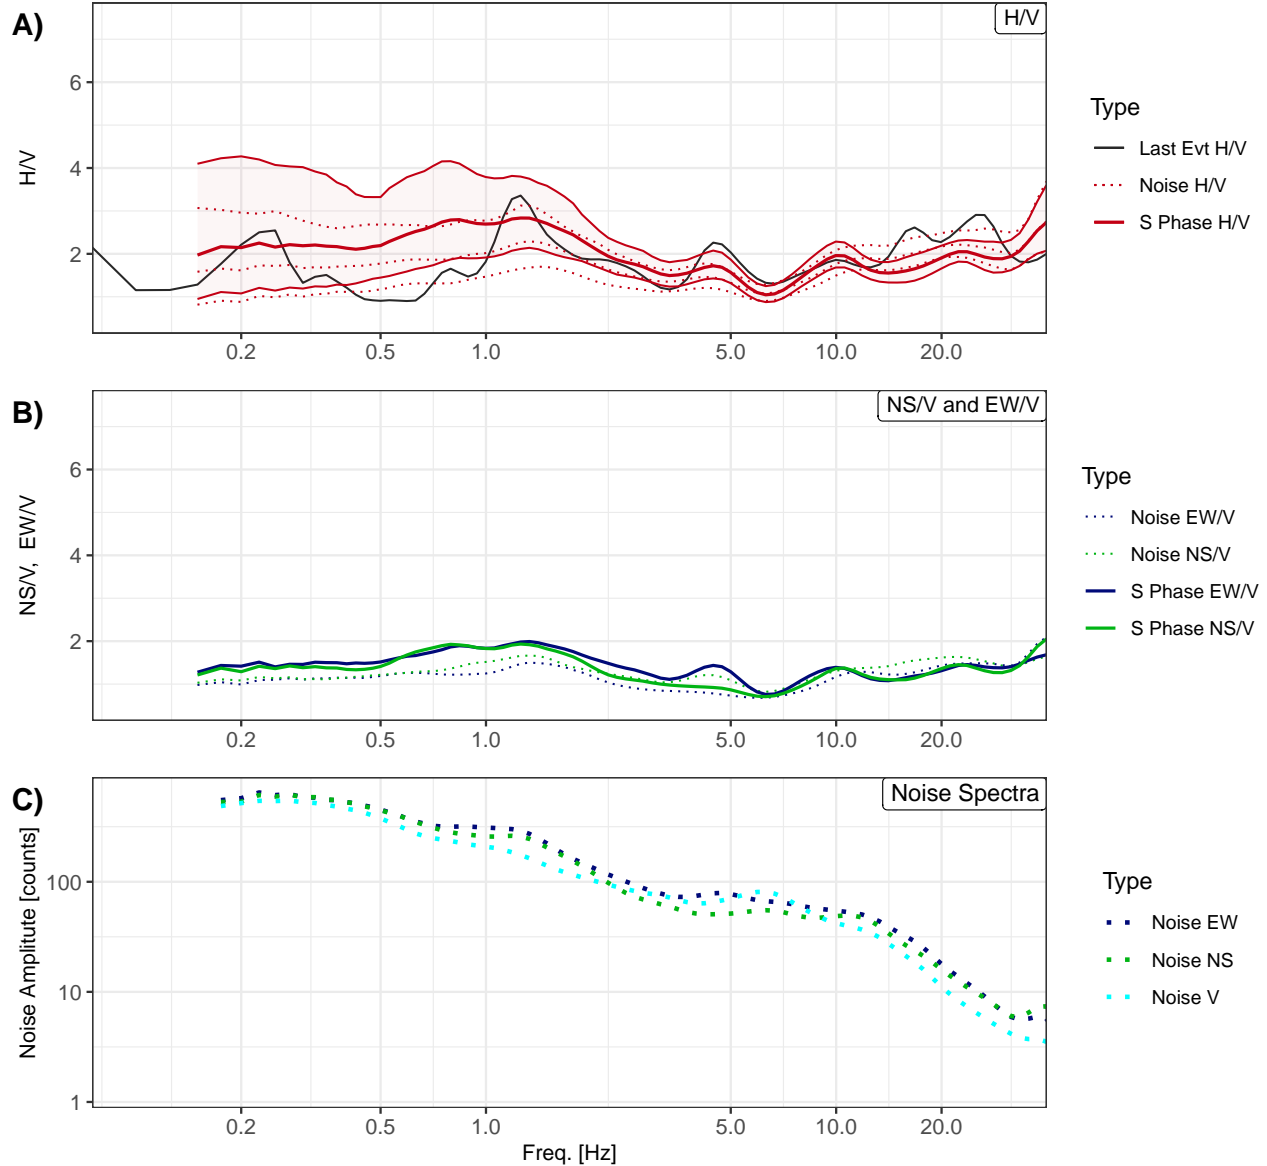 A)
H/V
6
4
2
H/V
0.2 0.5 1.0 5.0 10.0 20.0
Type
Last Evt H/V
Noise H/V
S Phase H/V
B)
NS/V and EW/V
6
4
2
NS/V, EW/V
0.2 0.5 1.0 5.0 10.0 20.0
Type
Noise EW/V
Noise NS/V
S Phase EW/V
S Phase NS/V
C)
Noise Spectra
100
10
1
Noise Amplitute [counts]
0.2 0.5 1.0 5.0 10.0 20.0
Freq. [Hz]
Type
Noise EW
Noise NS
Noise V